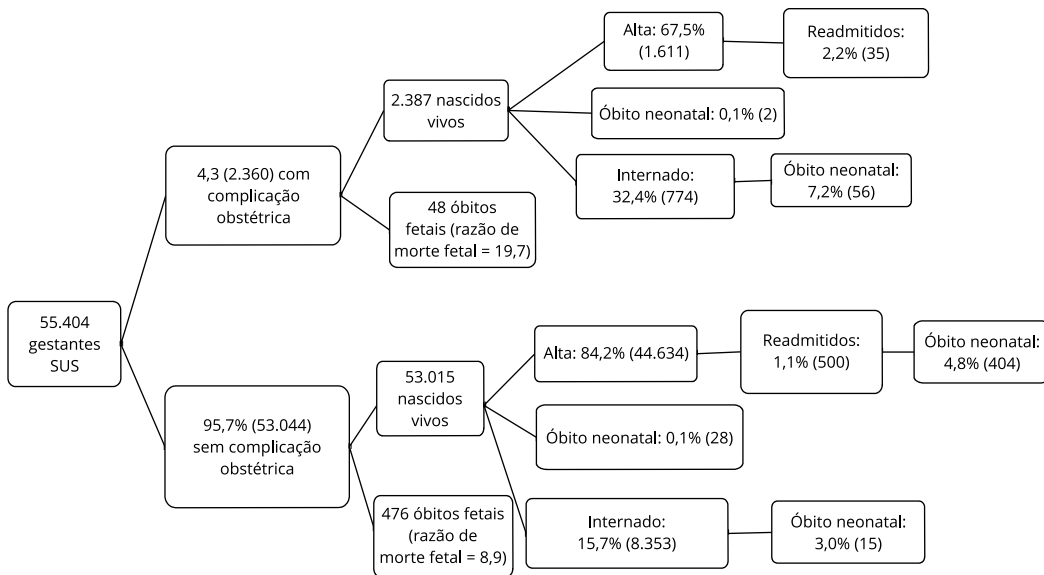 55.404
gestantes
SUS
4,3 (2.360) com
complicação
obstétrica
2.387 nascidos
vivos
Alta: 67,5%
(1.611)
Readmitidos:
2,2% (35)
Óbito neonatal: 0,1% (2)
Internado:
32,4% (774)
Óbito neonatal:
7,2% (56)
48 óbitos
fetais (razão de
morte fetal = 19,7)
95,7% (53.044)
sem complicação
obstétrica
53.015
nascidos
vivos
Alta: 84,2% (44.634)
Readmitidos:
1,1% (500)
Óbito neonatal:
4,8% (404)
Óbito neonatal: 0,1% (28)
Internado:
15,7% (8.353)
Óbito neonatal:
3,0% (15)
476 óbitos fetais
(razão de
morte fetal = 8,9)